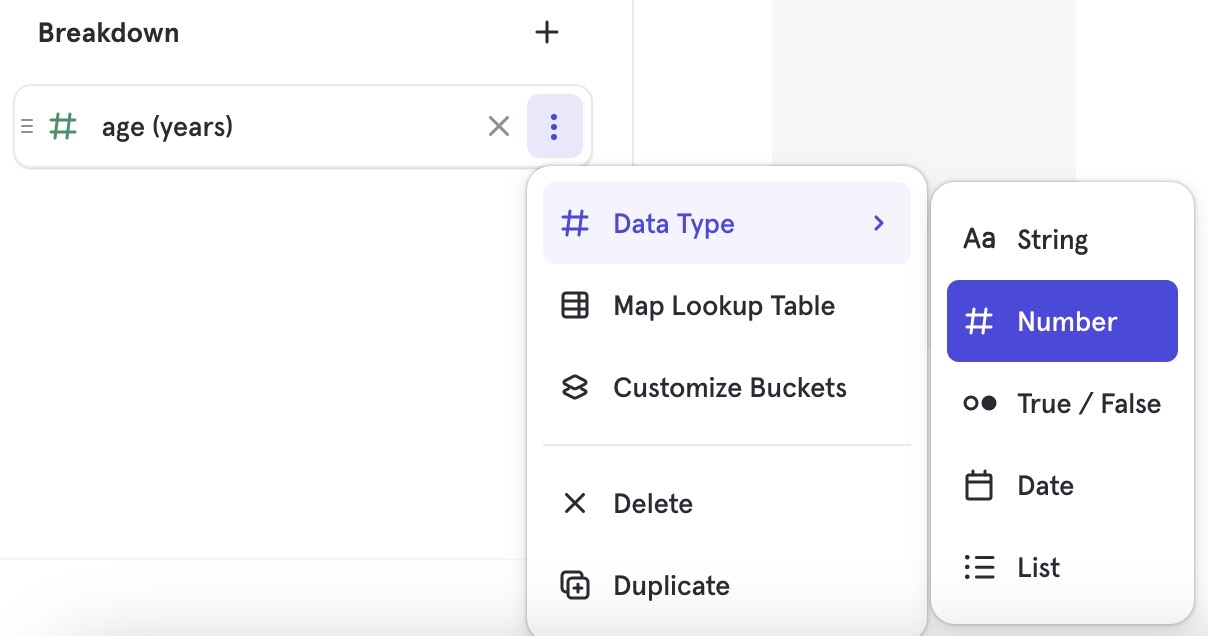 Breakdown
age (years)
Data Type
Map Lookup Table
Customize Buckets
Delete
Duplicate
Aa String
Number
True / False
Date
List